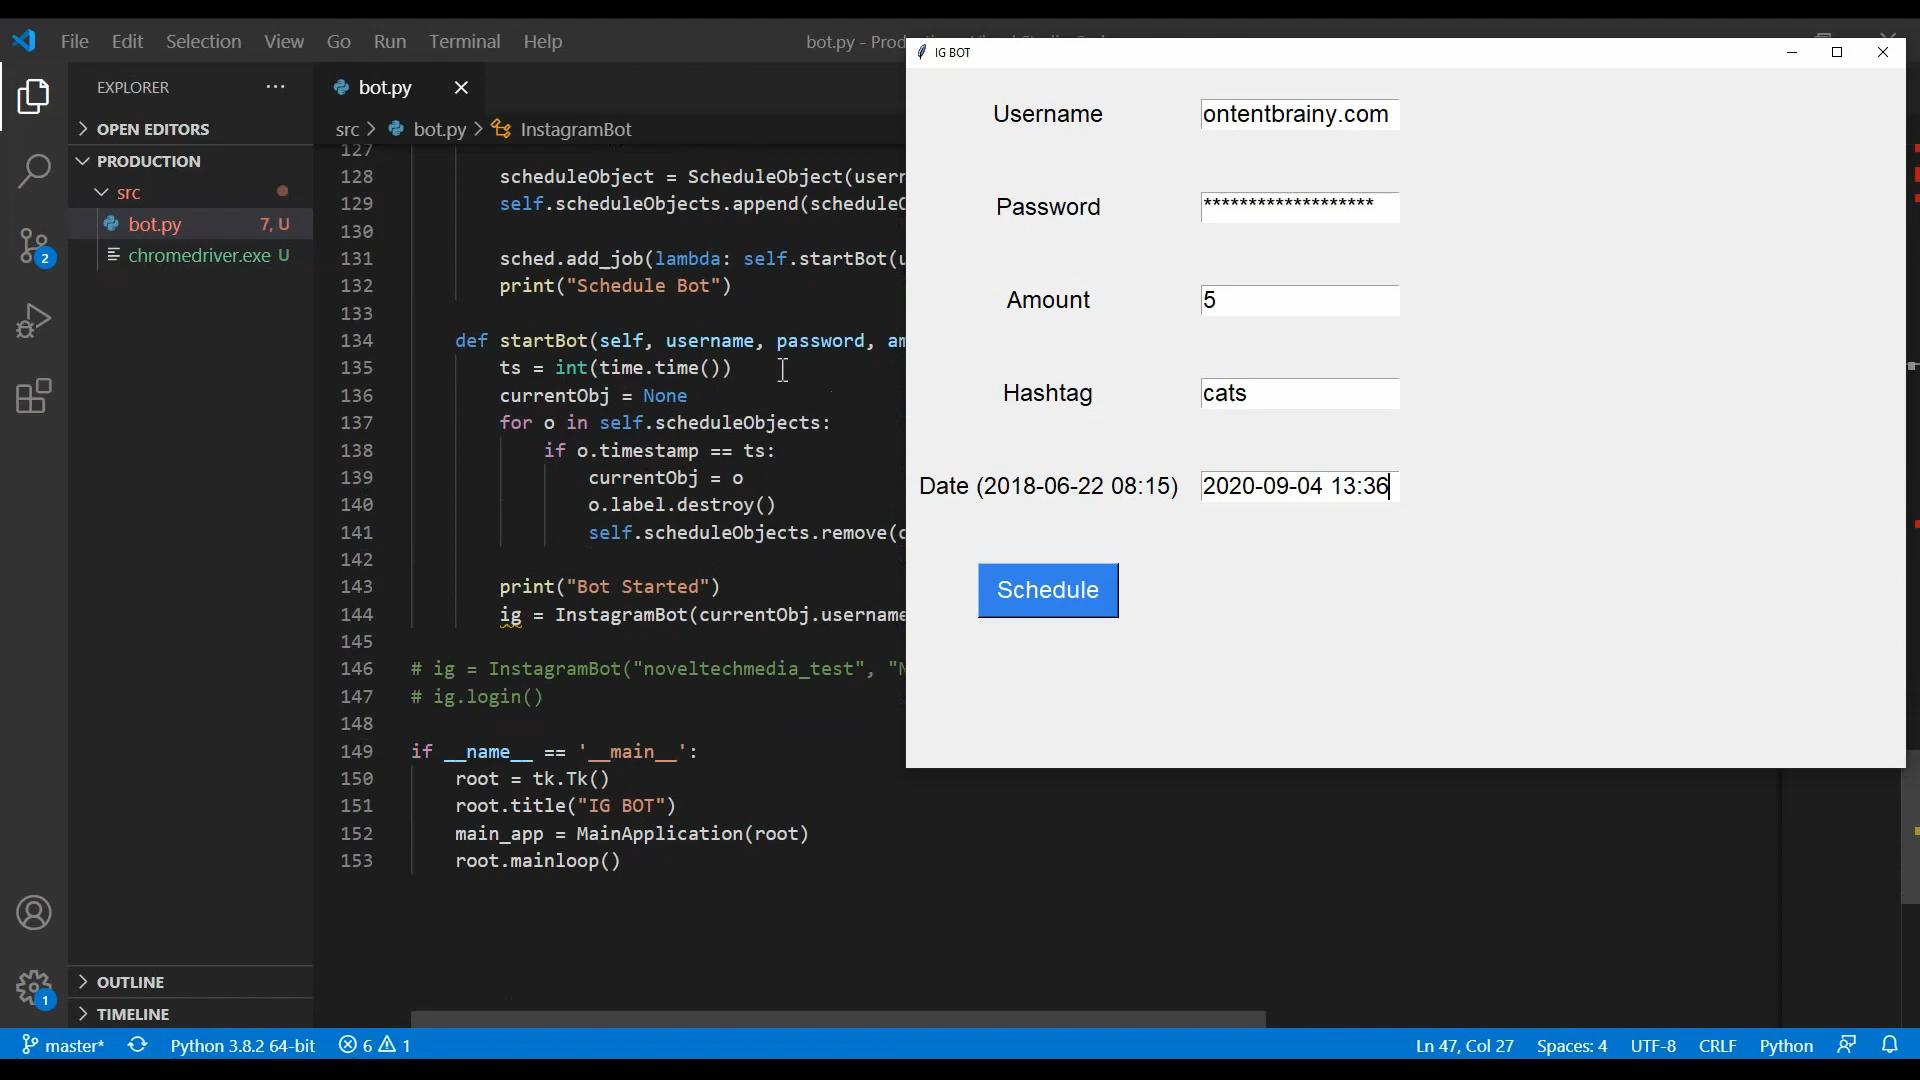 File Edit Selection View Go Run Terminal Help
bot.py - Prod
EXPLORER
OPEN EDITORS
PRODUCTION
src
bot.py 7, U
chromedriver.exe U
OUTLINE
TIMELINE
2
1
bot.py
src > bot.py > InstagramBot
127
128 scheduleObject = ScheduleObject(usern
129 self.scheduleObjects.append(scheduleO
130
131 sched.add_job(lambda: self.startBot(u
132 print("Schedule Bot")
133
134 def startBot(self, username, password, am
135 ts = int(time.time())
136 currentObj = None
137 for o in self.scheduleObjects:
138 if o.timestamp == ts:
139 currentObj = o
140 o.label.destroy()
141 self.scheduleObjects.remove(
142
143 print("Bot Started")
144 ig = InstagramBot(currentObj.username
145
146 # ig = InstagramBot("noveltechmedia_test", "N
147 # ig.login()
148
149 if __name__ == '__main__':
150 root = tk.Tk()
151 root.title("IG BOT")
152 main_app = MainApplication(root)
153 root.mainloop()
IG BOT
Username ontentbrainy.com
Password *******************
Amount 5
Hashtag cats
Date (2018-06-22 08:15) 2020-09-04 13:36
Schedule
master* Python 3.8.2 64-bit 6 1 Ln 47, Col 27 Spaces: 4 UTF-8 CRLF Python